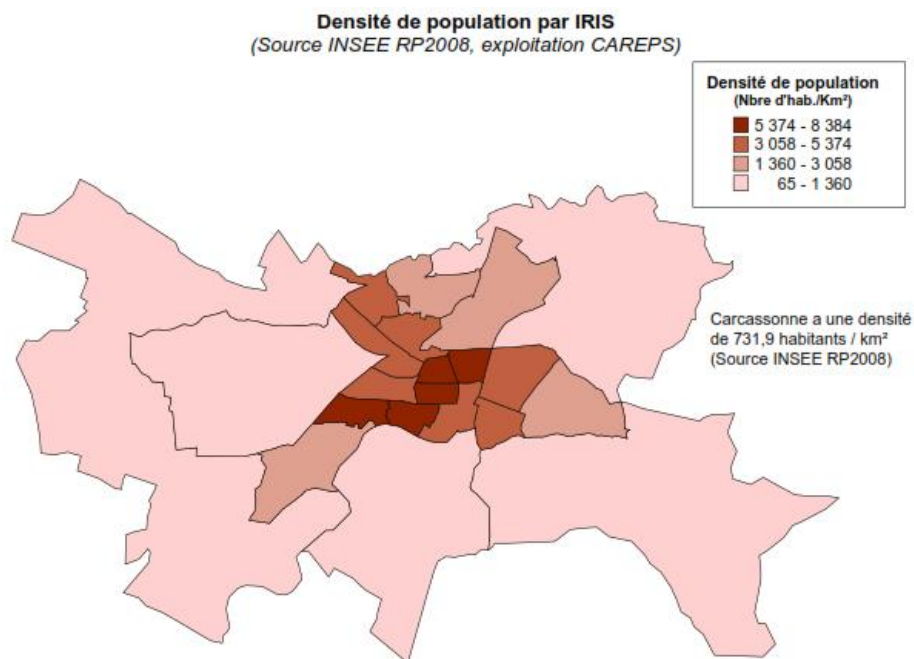 Densité de population par IRIS
(Source INSEE RP2008, exploitation CAREPS)
Densité de population
(Nbre d'hab./Km²)
5 374 - 8 384
3 058 - 5 374
1 360 - 3 058
65 - 1 360
Carcassonne a une densité
de 731,9 habitants / km²
(Source INSEE RP2008)